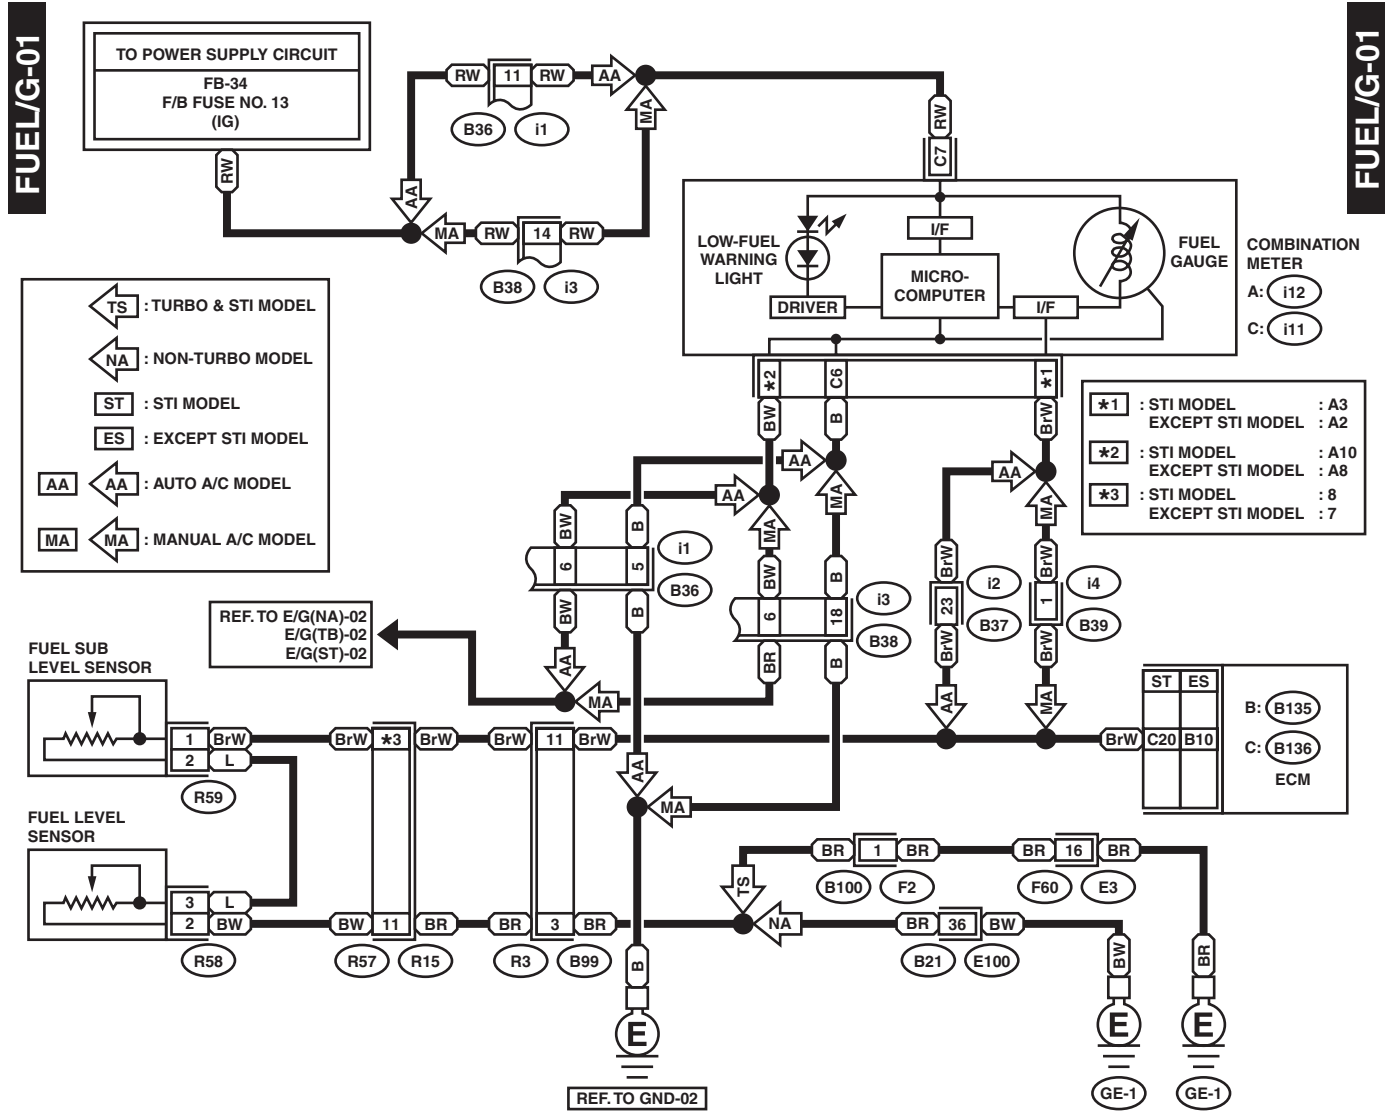 FUEL/G-01
FUEL/G-01
TO POWER SUPPLY CIRCUIT
FB-34
F/B FUSE NO. 13
(IG)
RW
RW 11 RW AA
B36 i1
AA
MA
MA RW 14 RW
B38 i3
RW
C7
LOW-FUEL
WARNING
LIGHT
I/F
MICRO-
COMPUTER
DRIVER
I/F
FUEL
GAUGE
COMBINATION
METER
A: i12
C: i11
TS : TURBO & STI MODEL
NA : NON-TURBO MODEL
ST : STI MODEL
ES : EXCEPT STI MODEL
AA AA : AUTO A/C MODEL
MA MA : MANUAL A/C MODEL
*2 C6 *1
BW B BrW
*1 : STI MODEL : A3
EXCEPT STI MODEL : A2
*2 : STI MODEL : A10
EXCEPT STI MODEL : A8
*3 : STI MODEL : 8
EXCEPT STI MODEL : 7
AA
AA
AA
MA
MA
MA
BW B
6 5
i1
B36
BW B
BW B
6 18
i3
B38
BR B
BrW BrW
23 1
i2
B37
i4
B39
BrW BrW
AA MA
AA
MA
REF. TO E/G(NA)-02
E/G(TB)-02
E/G(ST)-02
FUEL SUB
LEVEL SENSOR
1 BrW
2 L
R59
BrW *3 BrW
BrW 11 BrW
AA
MA
BrW
ST ES
C20 B10
B: B135
C: B136
ECM
FUEL LEVEL
SENSOR
3 L
2 BW
R58
BW 11 BR
R57 R15
BR 3 BR
R3 B99
B
E
REF. TO GND-02
TS
NA
BR 1 BR
B100 F2
BR 16 BR
F60 E3
BR 36 BW
B21 E100
BW BR
E E
GE-1 GE-1